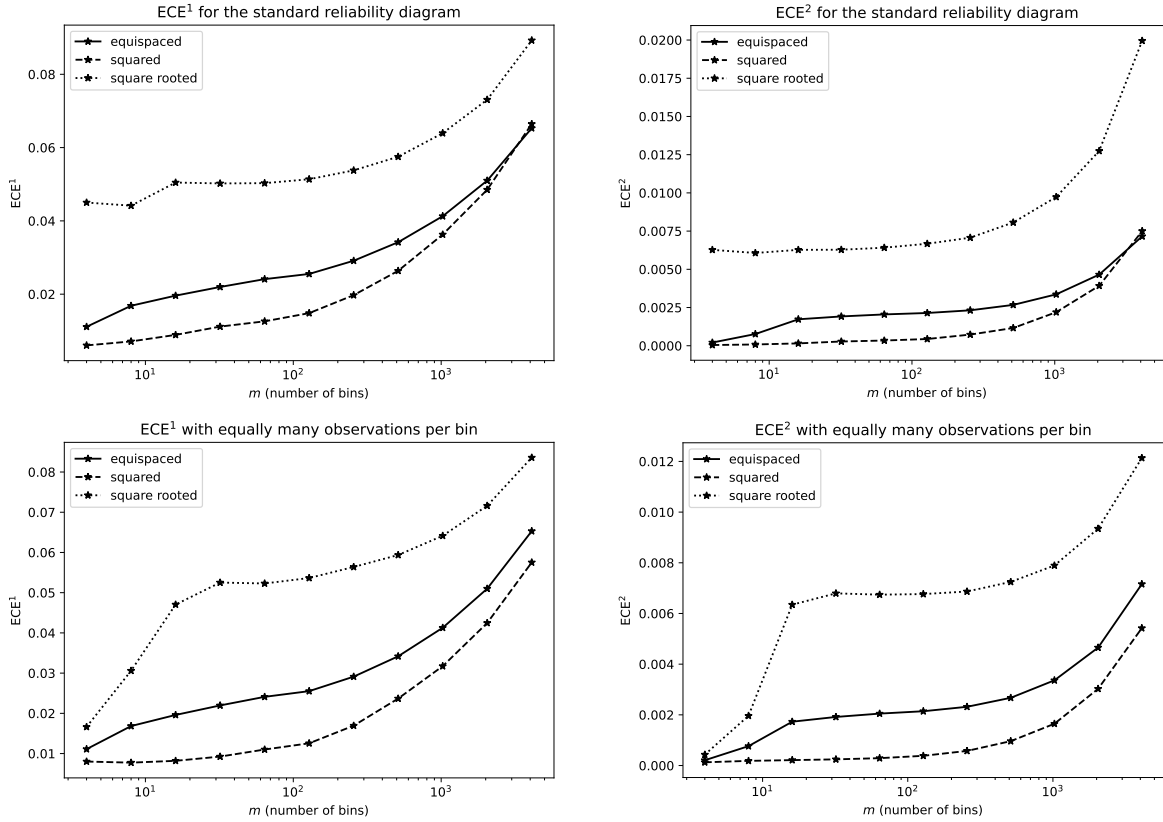 ECE¹ for the standard reliability diagram
equispaced
squared
square rooted
0.08
0.06
0.04
0.02
ECE¹
10¹
10²
10³
m (number of bins)
ECE² for the standard reliability diagram
equispaced
squared
square rooted
0.0200
0.0175
0.0150
0.0125
0.0100
0.0075
0.0050
0.0025
0.0000
ECE²
10¹
10²
10³
m (number of bins)
ECE¹ with equally many observations per bin
equispaced
squared
square rooted
0.08
0.07
0.06
0.05
0.04
0.03
0.02
0.01
ECE¹
10¹
10²
10³
m (number of bins)
ECE² with equally many observations per bin
equispaced
squared
square rooted
0.012
0.010
0.008
0.006
0.004
0.002
0.000
ECE²
10¹
10²
10³
m (number of bins)